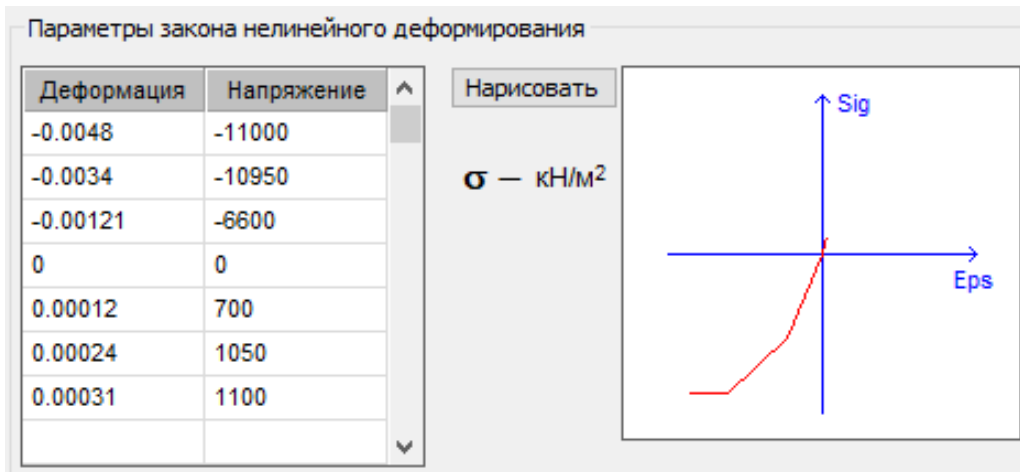 Параметры закона нелинейного деформирования
Деформация Напряжение
-0.0048 -11000
-0.0034 -10950
-0.00121 -6600
0 0
0.00012 700
0.00024 1050
0.00031 1100
Нарисовать
σ – кН/м²
Sig
Eps